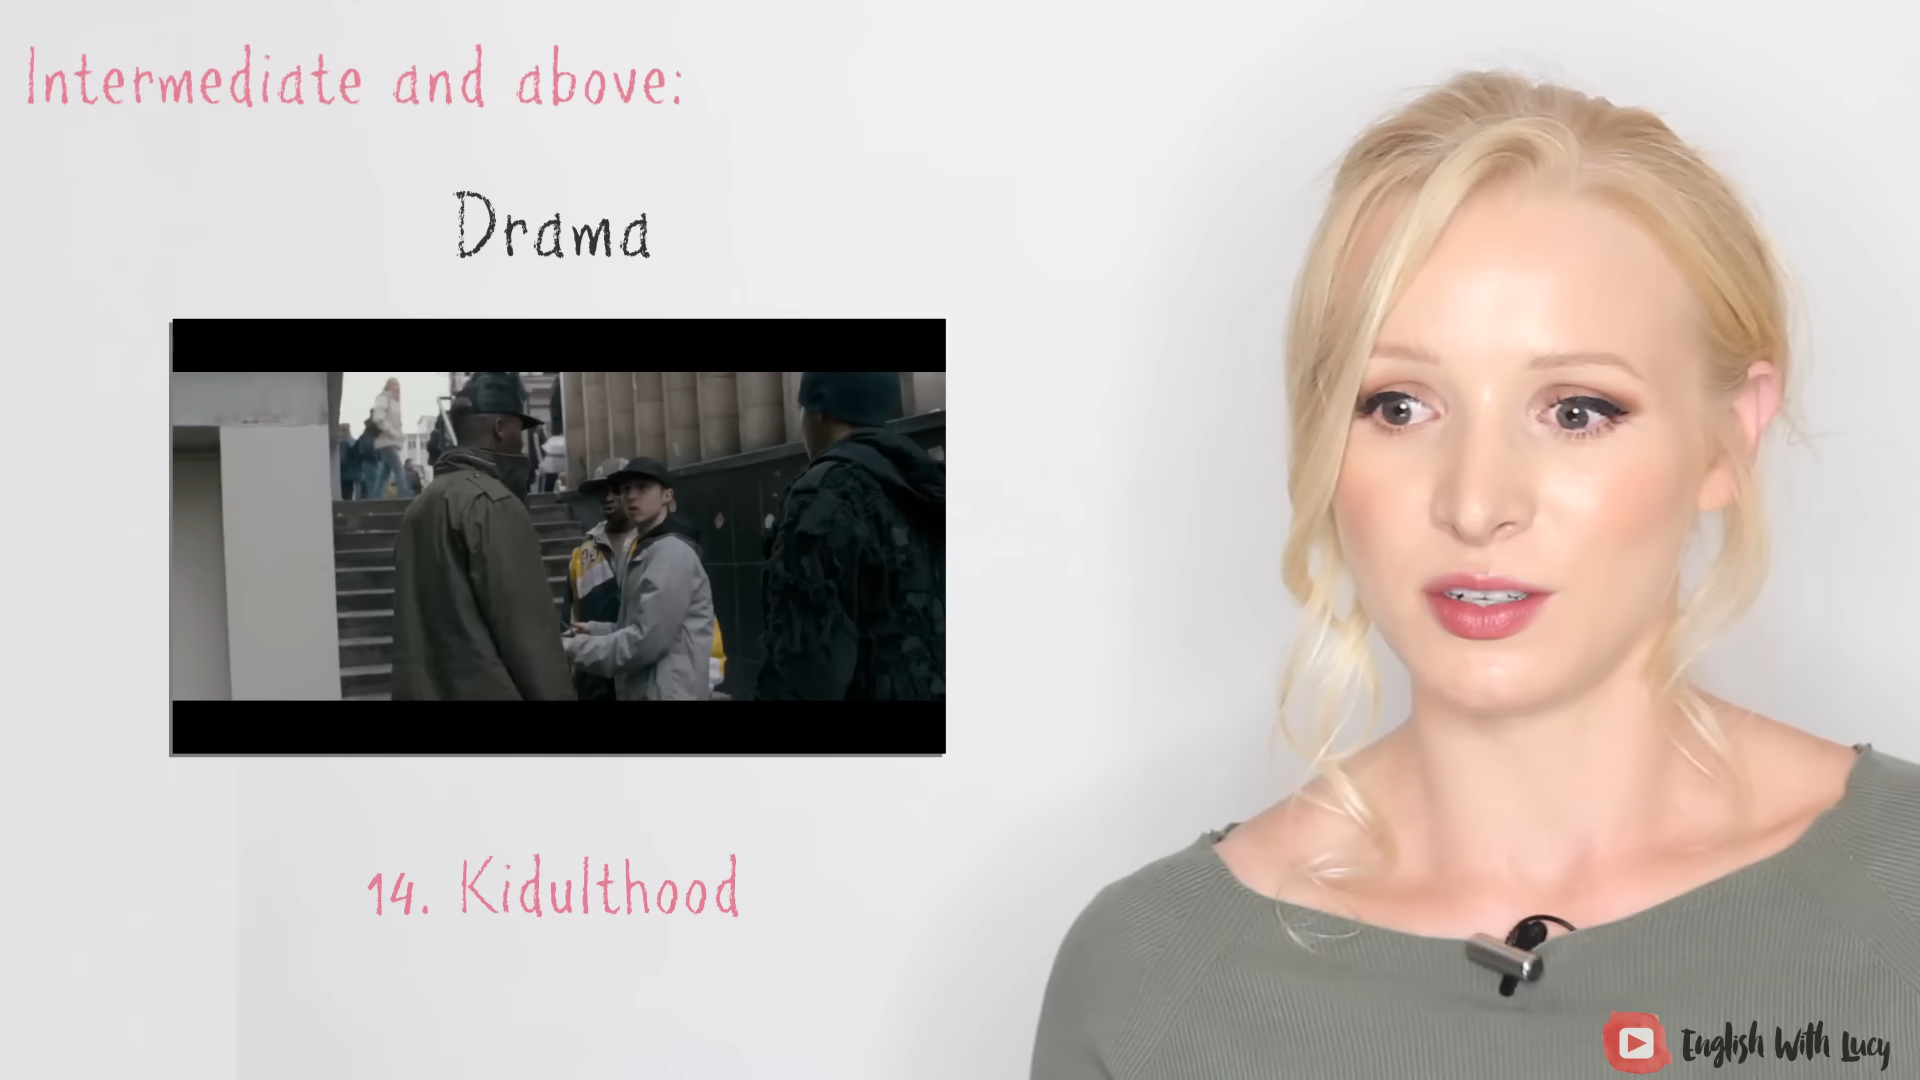 Intermediate and above:
Drama
14. Kidulthood
English With Lucy